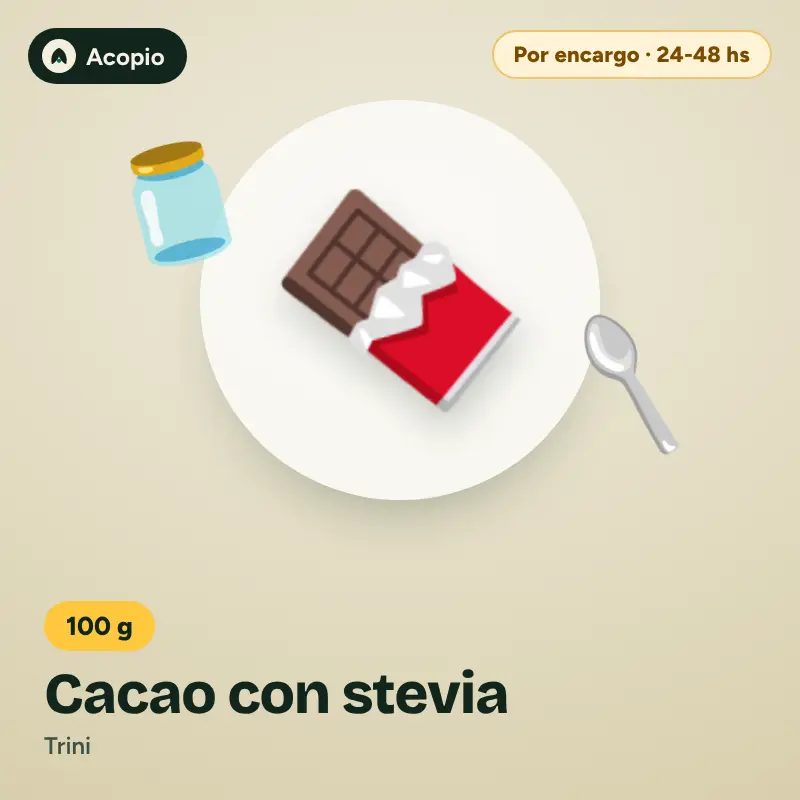 Acopio
Por encargo · 24-48 hs
100 g
Cacao con stevia
Trini